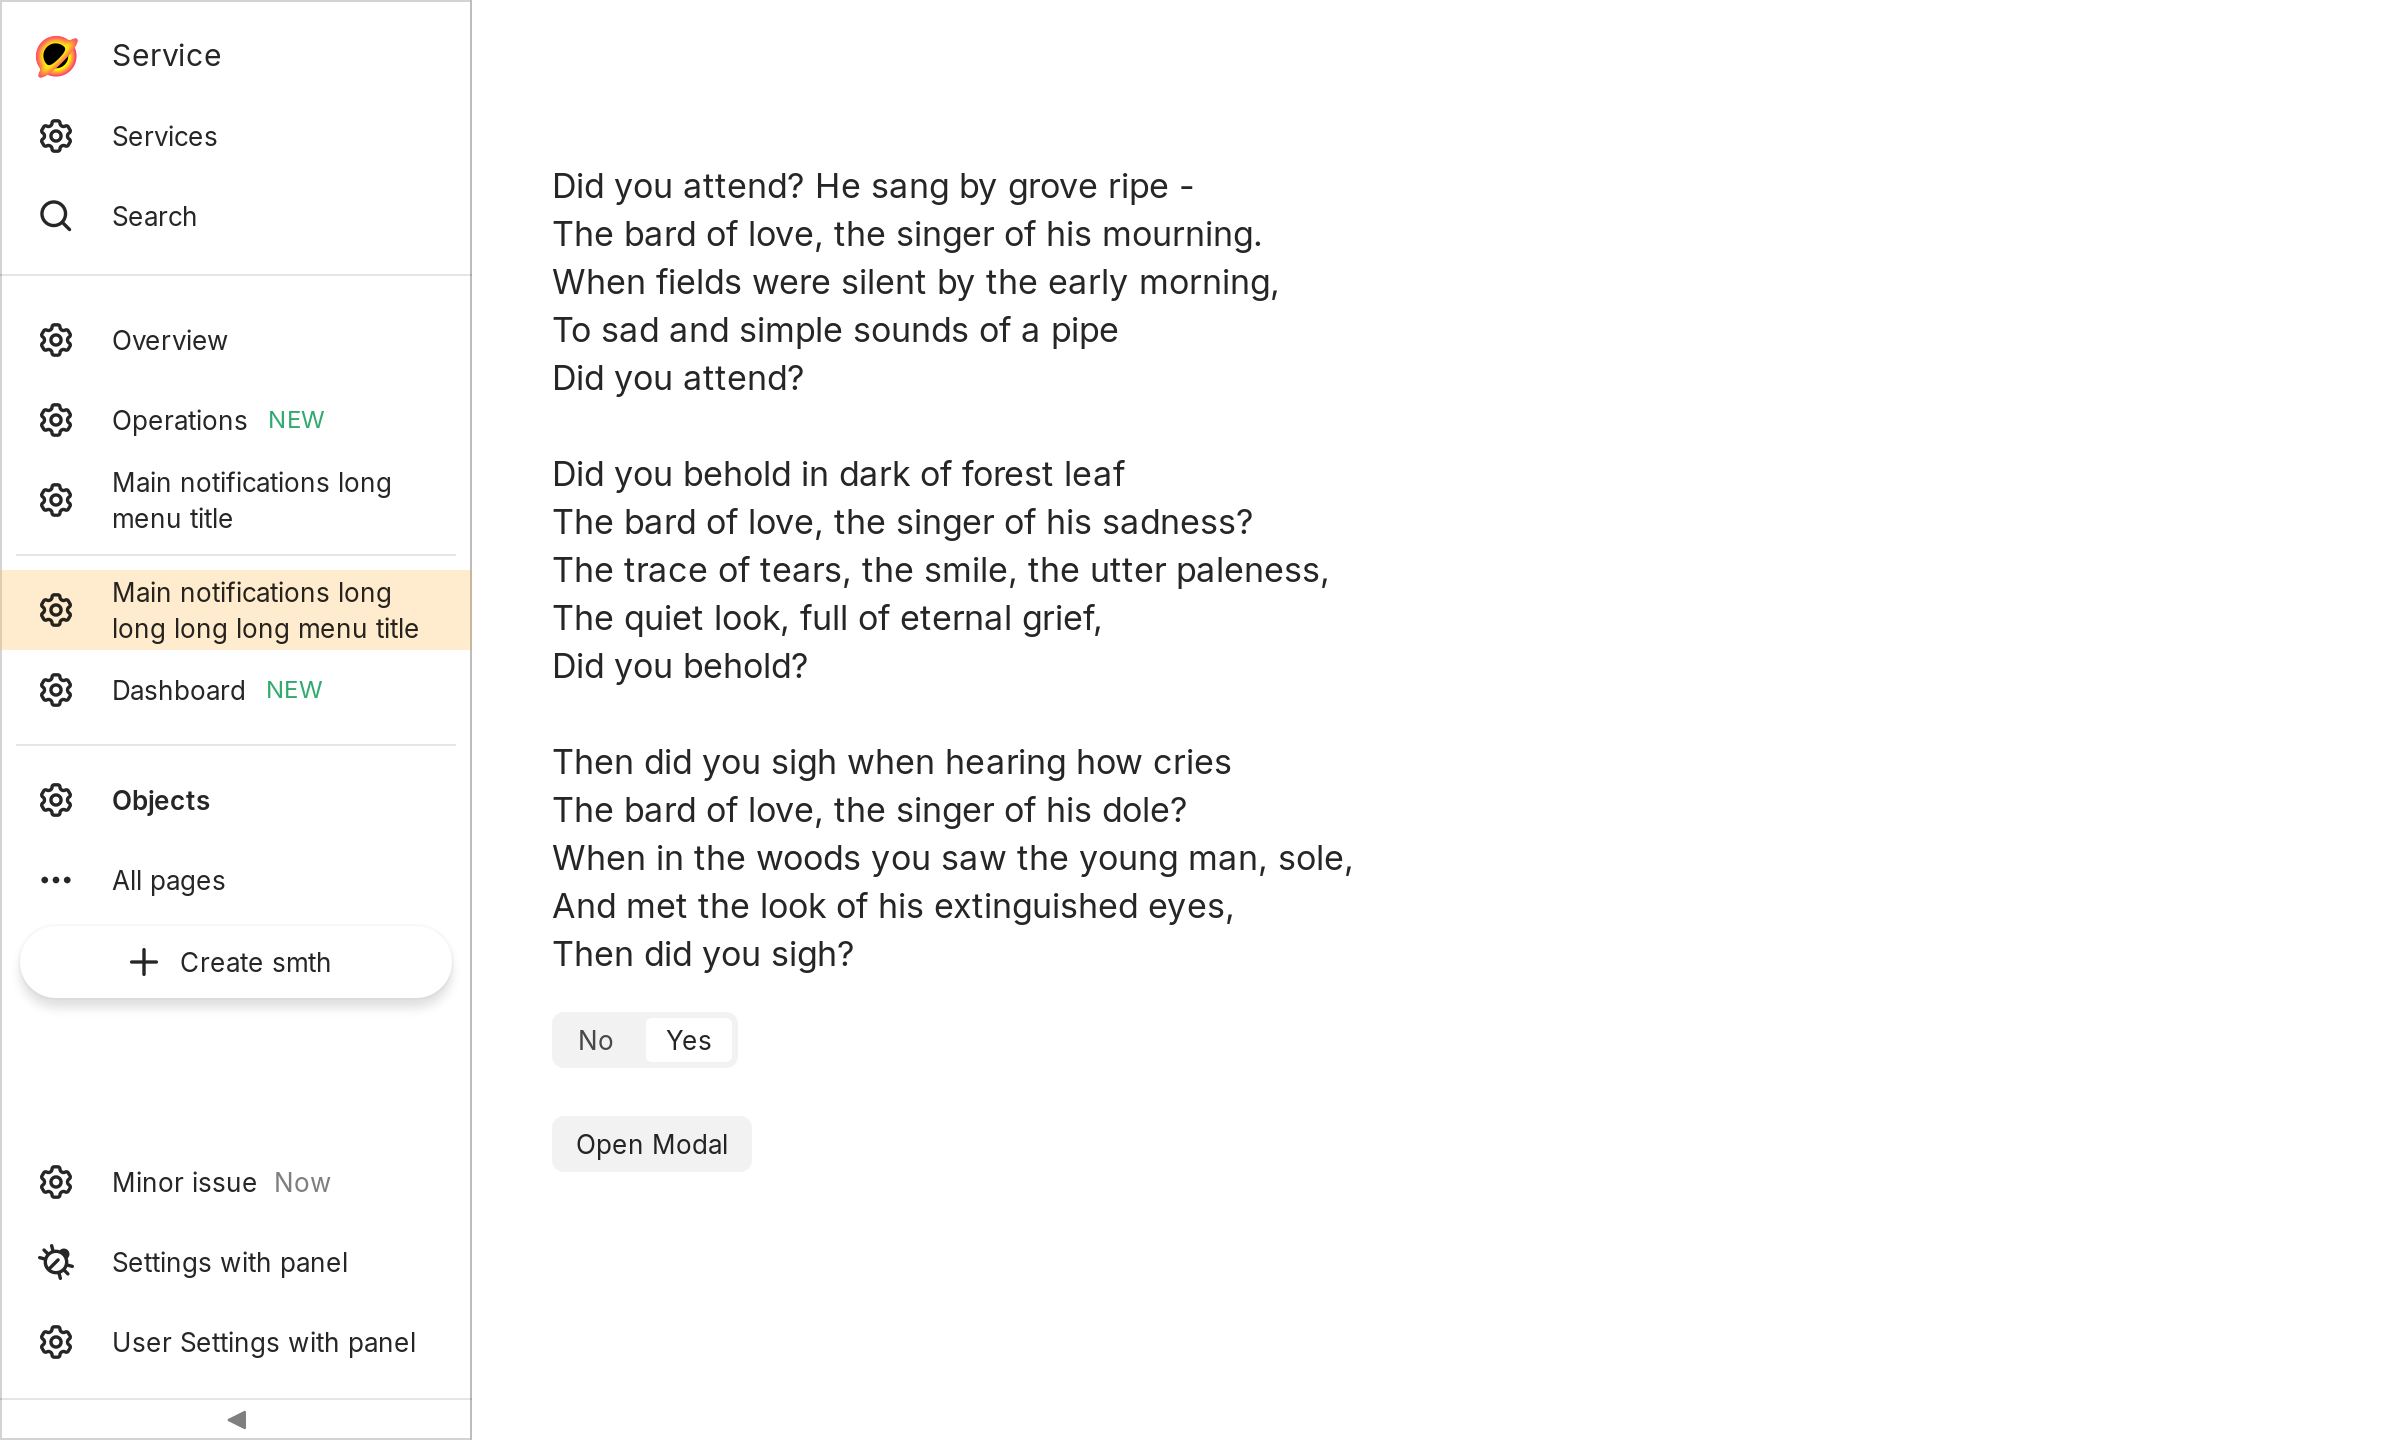 Service
Services
Search
Overview
Operations NEW
Main notifications long
menu title
Main notifications long
long long long menu title
Dashboard NEW
Objects
All pages
Create smth
Minor issue Now
Settings with panel
User Settings with panel
Did you attend? He sang by grove ripe -
The bard of love, the singer of his mourning.
When fields were silent by the early morning,
To sad and simple sounds of a pipe
Did you attend?
Did you behold in dark of forest leaf
The bard of love, the singer of his sadness?
The trace of tears, the smile, the utter paleness,
The quiet look, full of eternal grief,
Did you behold?
Then did you sigh when hearing how cries
The bard of love, the singer of his dole?
When in the woods you saw the young man, sole,
And met the look of his extinguished eyes,
Then did you sigh?
No Yes
Open Modal